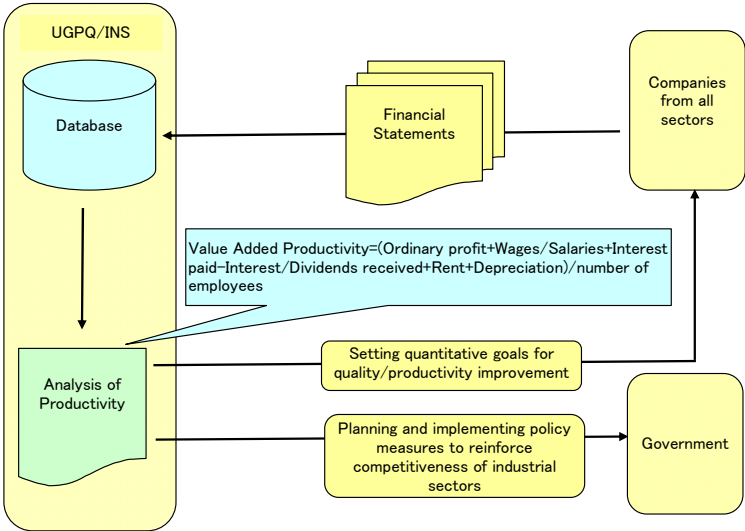 UGPQ/INS
Database
Financial
Statements
Companies
from all
sectors
Value Added Productivity=(Ordinary profit+Wages/Salaries+Interest
paid-Interest/Dividends received+Rent+Depreciation)/number of
employees
Analysis of
Productivity
Setting quantitative goals for
quality/productivity improvement
Planning and implementing policy
measures to reinforce
competitiveness of industrial
sectors
Government